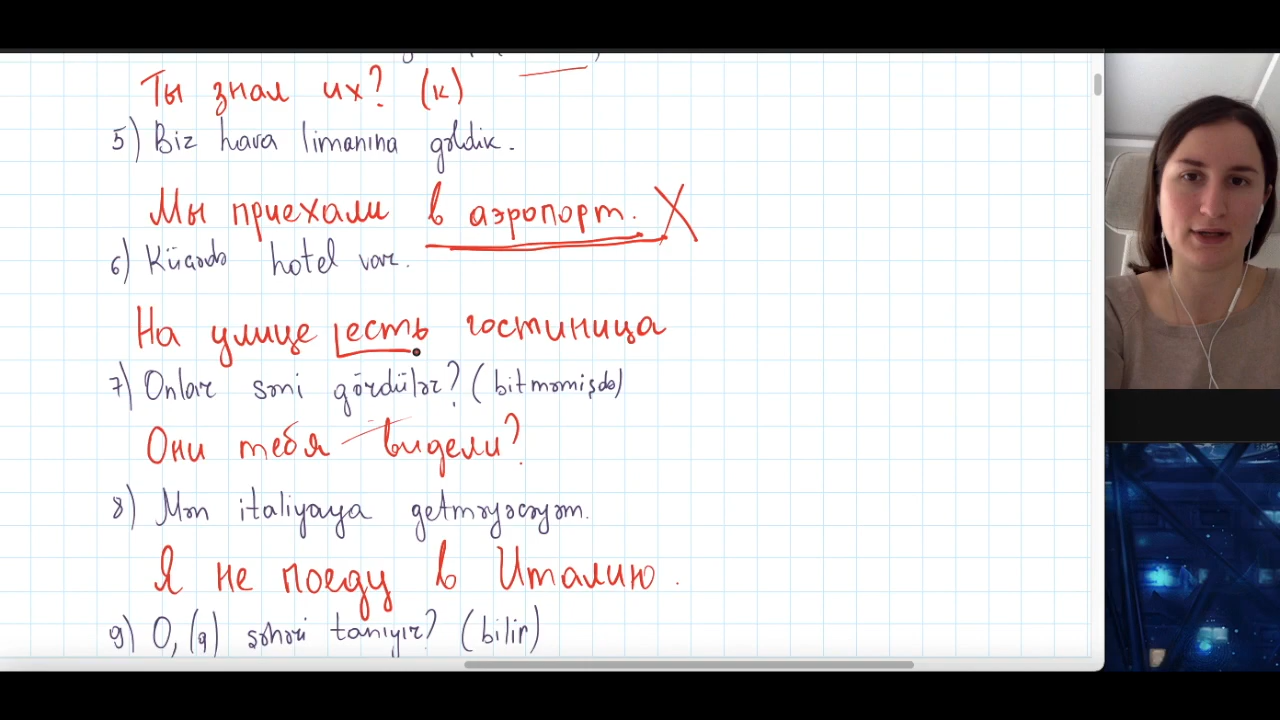 Ты знал их? (к)
5) Biz hava limanına gəldik.
Мы приехали в аэропорт. X
6) Küçədə hotel var.
На улице есть гостиница
7) Onlar səni gördülər? (bitməmişdə)
Они тебя видели?
8) Mən italiyaya getməyəcəyəm.
Я не поеду в Италию.
9) O, (q) şəhəri tanıyır? (bilir)